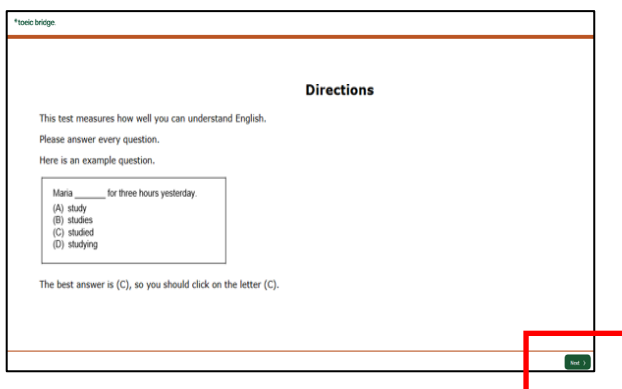 *toeic bridge.
Directions
This test measures how well you can understand English.
Please answer every question.
Here is an example question.
Maria ______ for three hours yesterday.
(A) study
(B) studies
(C) studied
(D) studying
The best answer is (C), so you should click on the letter (C).
Next >